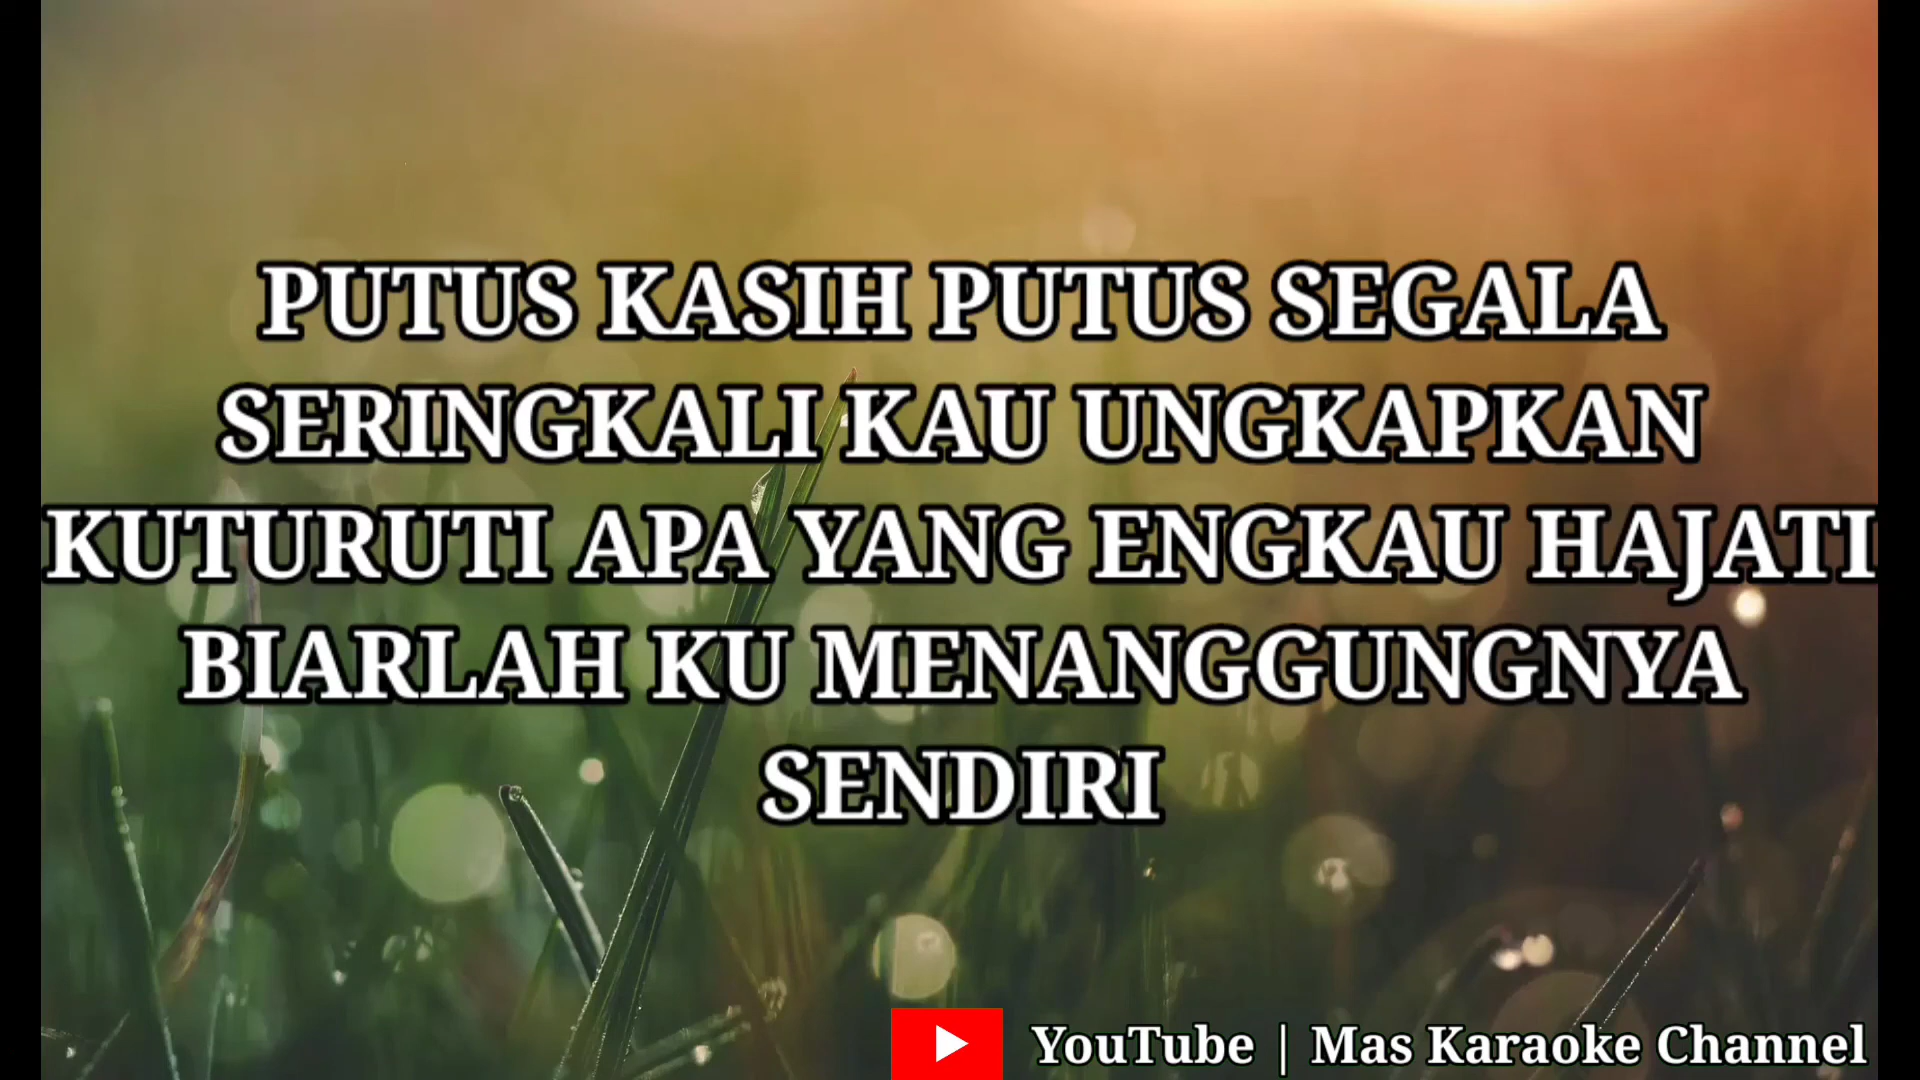 PUTUS KASIH PUTUS SEGALA
SERINGKALI KAU UNGKAPKAN
KUTURUTI APA YANG ENGKAU HAJATI
BIARLAH KU MENANGGUNGNYA
SENDIRI
YouTube | Mas Karaoke Channel